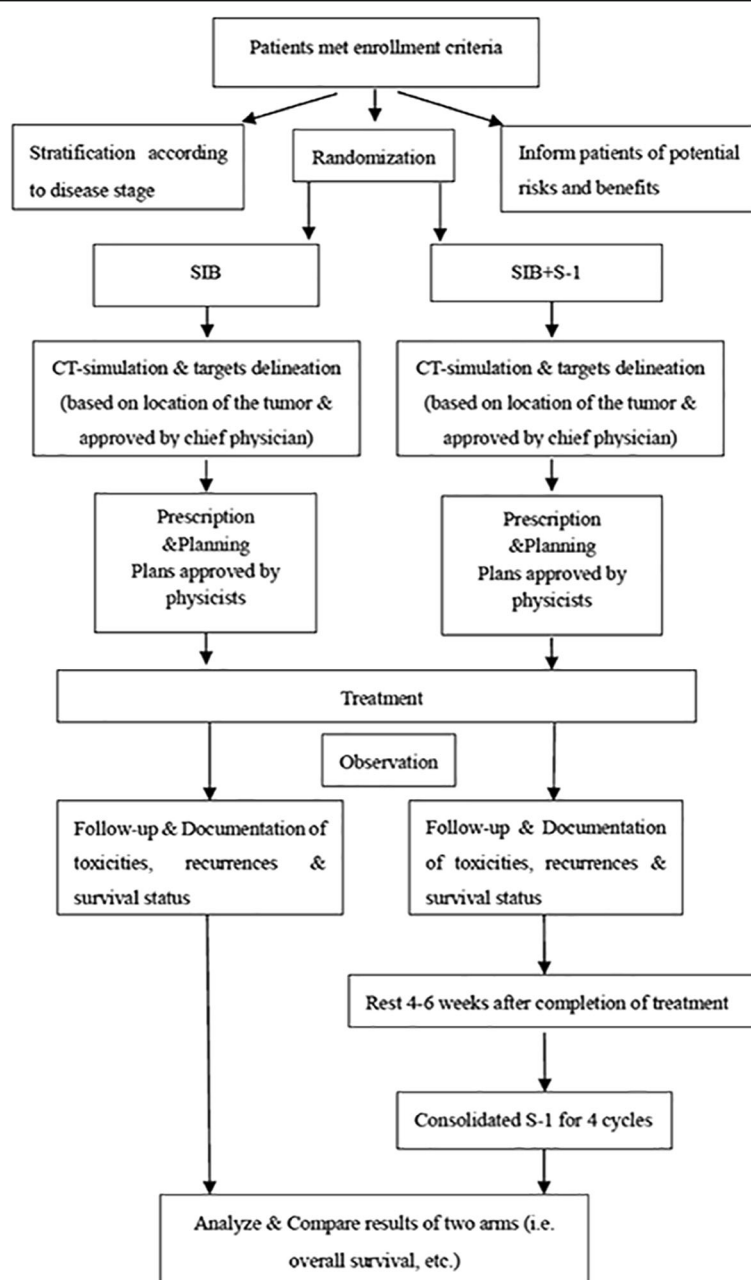 Patients met enrollment criteria
Stratification according
to disease stage
Randomization
Inform patients of potential
risks and benefits
SIB
SIB+S-1
CT-simulation & targets delineation
(based on location of the tumor &
approved by chief physician)
CT-simulation & targets delineation
(based on location of the tumor &
approved by chief physician)
Prescription
&Planning
Plans approved by
physicists
Prescription
&Planning
Plans approved by
physicists
Treatment
Observation
Follow-up & Documentation of
toxicities, recurrences &
survival status
Follow-up & Documentation
of toxicities, recurrences &
survival status
Rest 4-6 weeks after completion of treatment
Consolidated S-1 for 4 cycles
Analyze & Compare results of two arms (i.e.
overall survival, etc.)